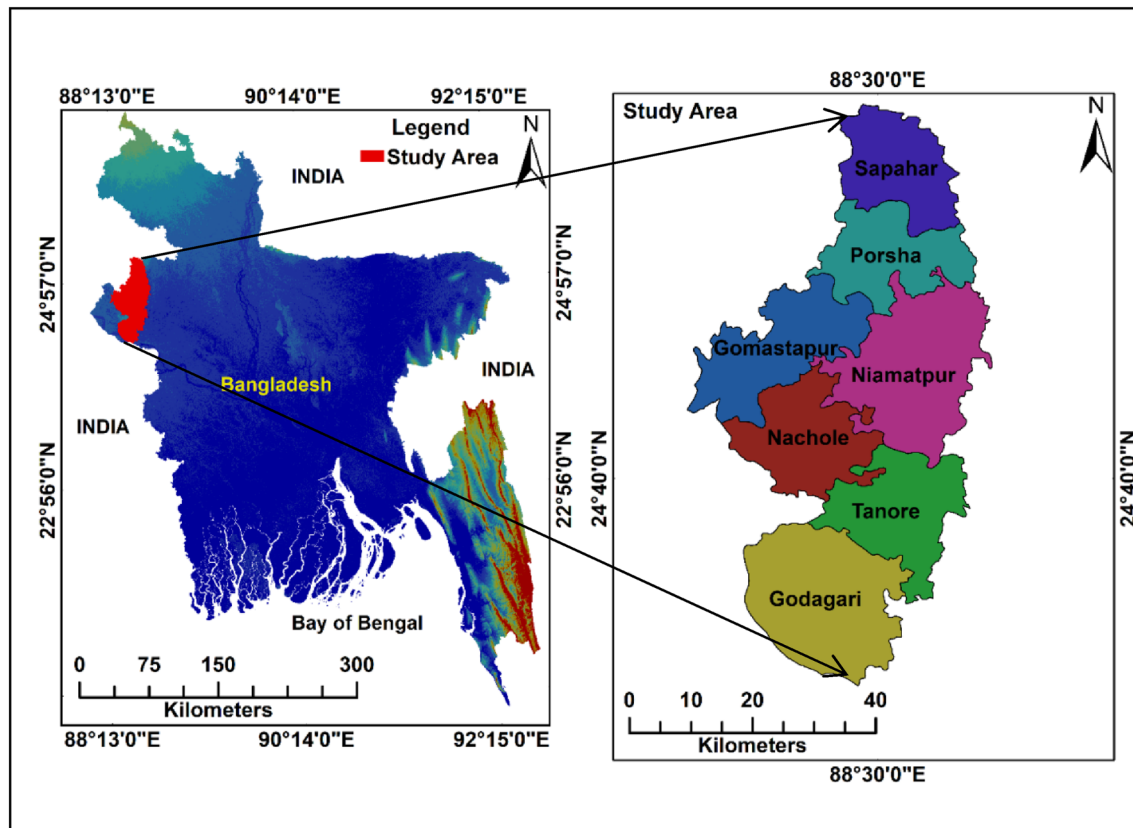 88°13'0"E 90°14'0"E 92°15'0"E
Legend
Study Area
N
INDIA
24°57'0"N
24°57'0"N
INDIA
Bangladesh
INDIA
22°56'0"N
22°56'0"N
Bay of Bengal
0 75 150 300
Kilometers
88°13'0"E 90°14'0"E 92°15'0"E
88°30'0"E
Study Area
N
Sapahar
Porsha
Gomastapur
Niamatpur
Nachole
24°40'0"N
24°40'0"N
Tanore
Godagari
0 10 20 40
Kilometers
88°30'0"E